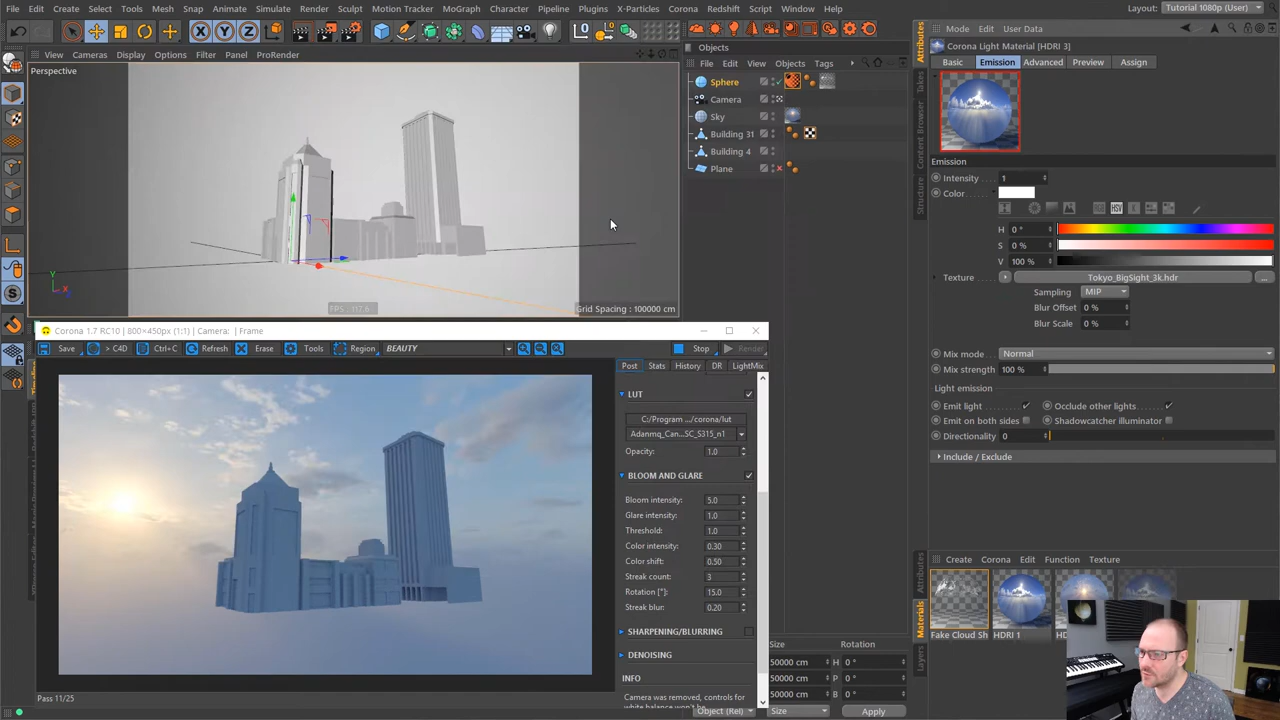 File Edit Create Select Tools Mesh Snap Animate Simulate Render Sculpt Motion Tracker MoGraph Character Pipeline Plugins X-Particles Corona Redshift Script Window Help Layout: Tutorial 1080p (User)
View Cameras Display Options Filter Panel ProRender
Perspective
Grid Spacing : 100000 cm
Corona 1.7 RC10 | 800×450px (1:1) | Camera: | Frame
Save > C4D Ctrl+C Refresh Erase Tools Region BEAUTY Stop Render
Post Stats History DR LightMix
LUT
C:/Program .../corona/lut
Adanmq_Can...SC_S315_n1
Opacity: 1.0
BLOOM AND GLARE
Bloom intensity: 5.0
Glare intensity: 1.0
Threshold: 1.0
Color intensity: 0.30
Color shift: 0.50
Streak count: 3
Rotation [°]: 15.0
Streak blur: 0.20
SHARPENING/BLURRING
DENOISING
INFO
Camera was removed, controls for
Pass 11/25
Objects
File Edit View Objects Tags
Sphere
Camera
Sky
Building 31
Building 4
Plane
Size Rotation
50000 cm H 0 °
50000 cm P 0 °
50000 cm B 0 °
Object (Rel) Size Apply
Attributes
Takes
Content Browser
Structure
Mode Edit User Data
Corona Light Material [HDRI 3]
Basic Emission Advanced Preview Assign
Emission
Intensity 1
Color
H 0 °
S 0 %
V 100 %
Texture Tokyo_BigSight_3k.hdr
Sampling MIP
Blur Offset 0 %
Blur Scale 0 %
Mix mode Normal
Mix strength 100 %
Light emission
Emit light Occlude other lights
Emit on both sides Shadowcatcher illuminator
Directionality 0
Include / Exclude
Attributes
Materials
Layers
Create Corona Edit Function Texture
Fake Cloud Sh HDRI 1